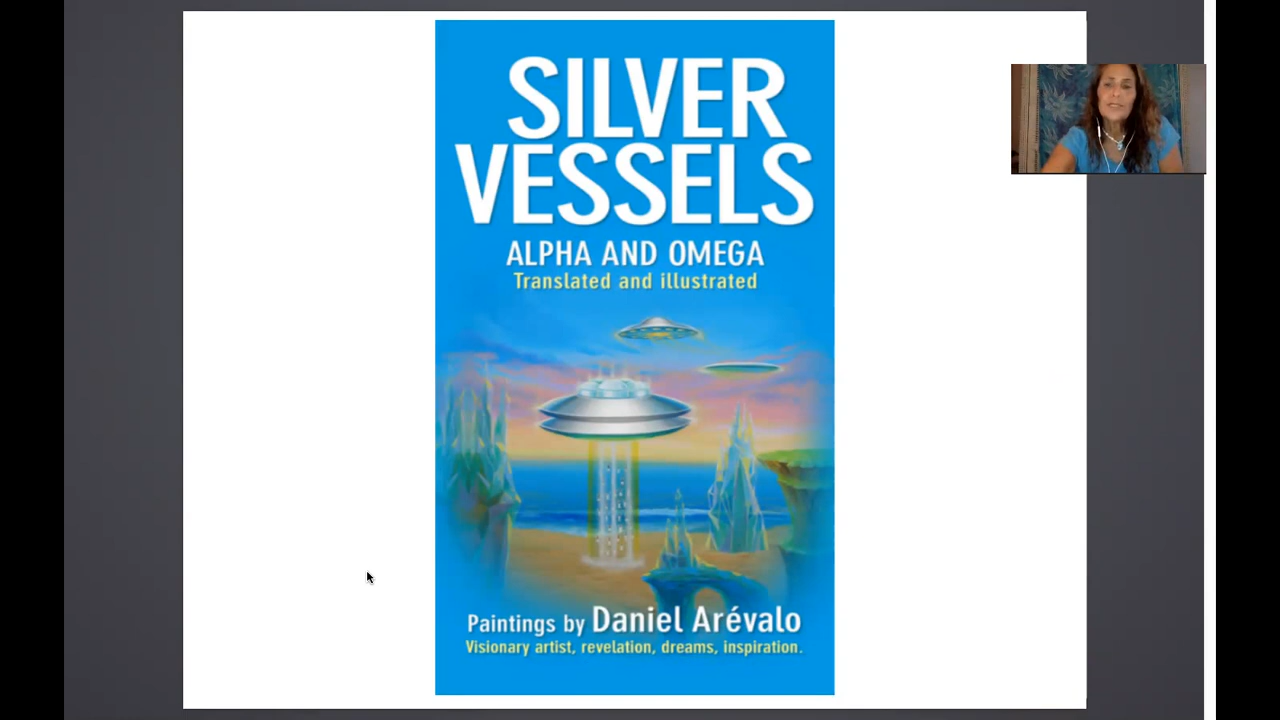 SILVER
VESSELS
ALPHA AND OMEGA
Translated and illustrated
Paintings by Daniel Arévalo
Visionary artist, revelation, dreams, inspiration.